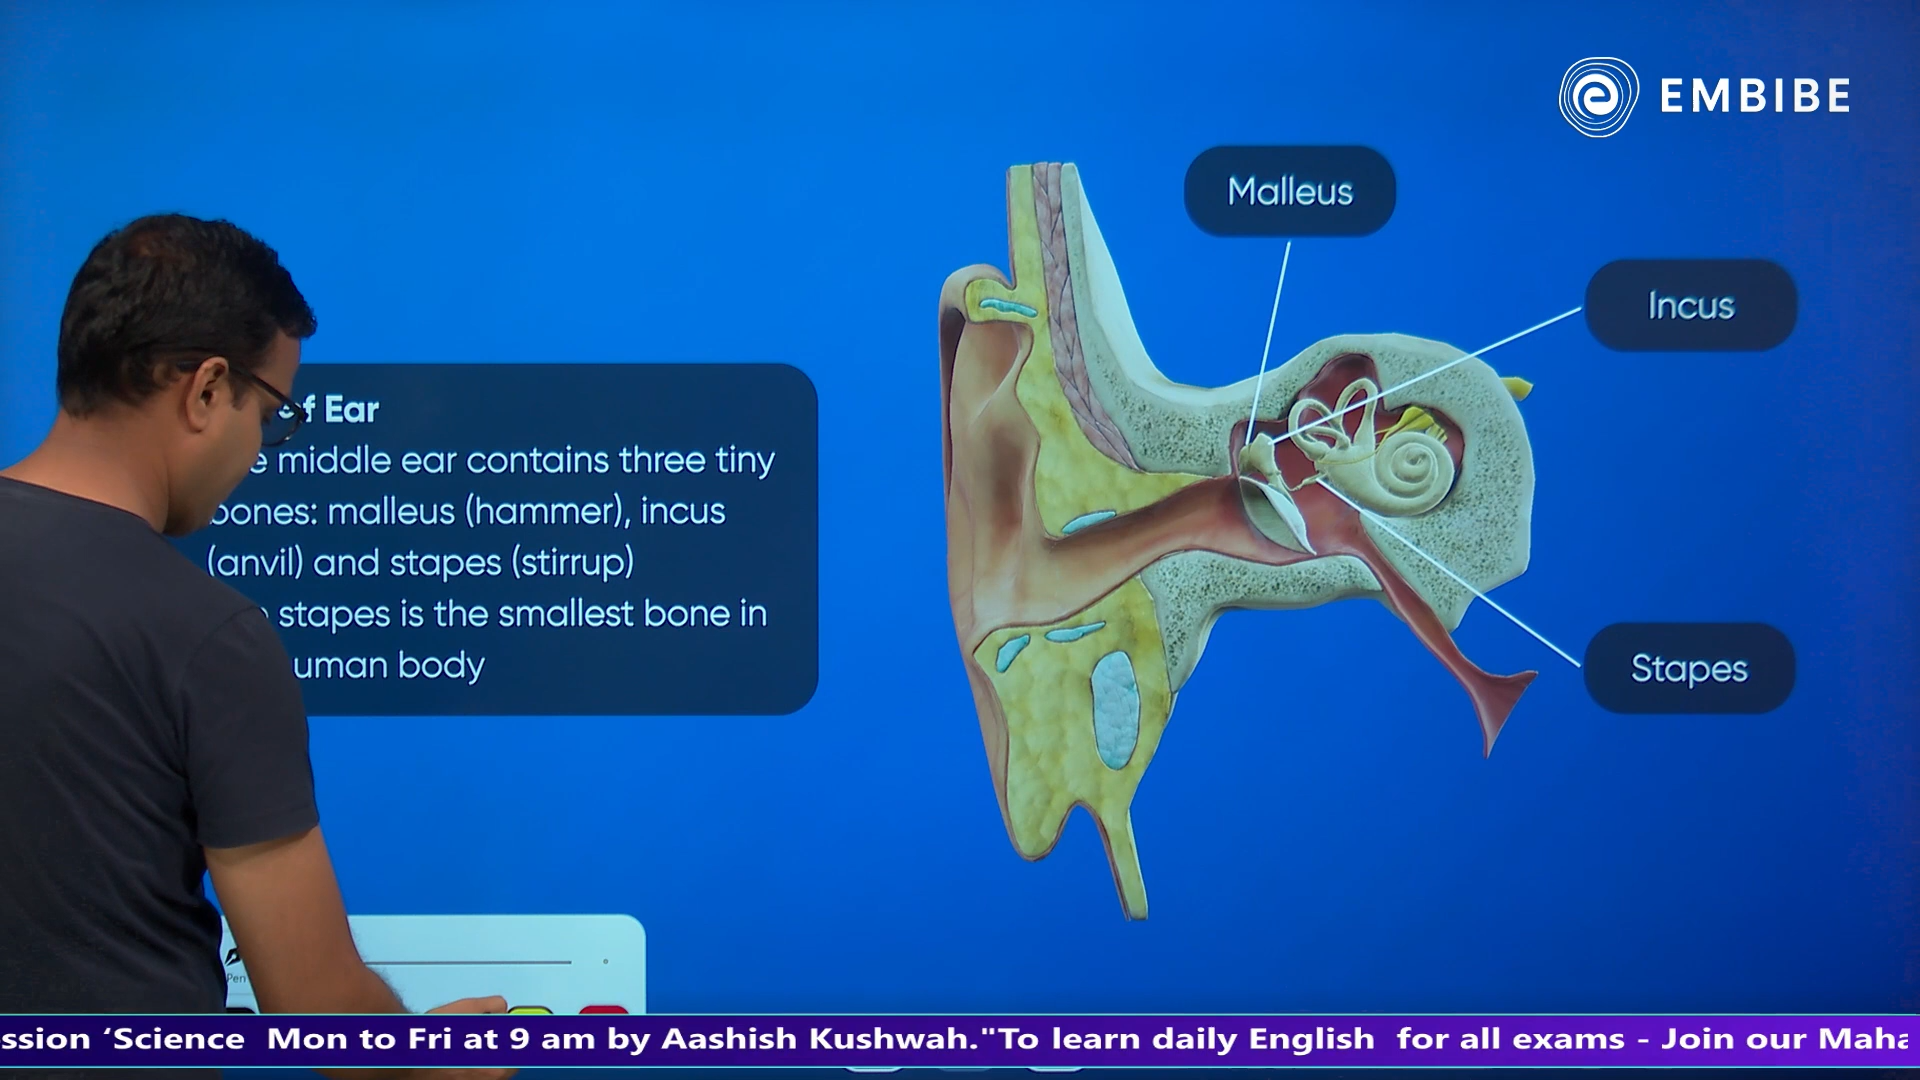 EMBIBE
Malleus
Incus
Stapes
of Ear
middle ear contains three tiny
bones: malleus (hammer), incus
(anvil) and stapes (stirrup)
stapes is the smallest bone in
uman body
Pen
ssion ‘Science Mon to Fri at 9 am by Aashish Kushwah."To learn daily English for all exams - Join our Maha